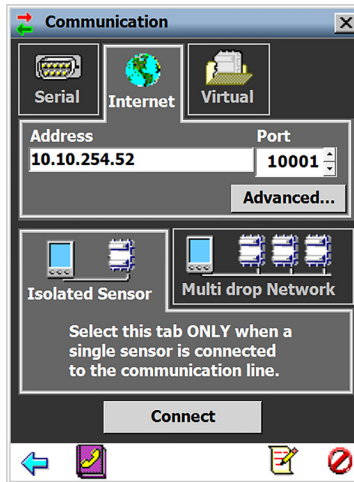 Communication
Serial
Internet
Virtual
Address
Port
10.10.254.52
10001
Advanced...
Isolated Sensor
Multi drop Network
Select this tab ONLY when a
single sensor is connected
to the communication line.
Connect